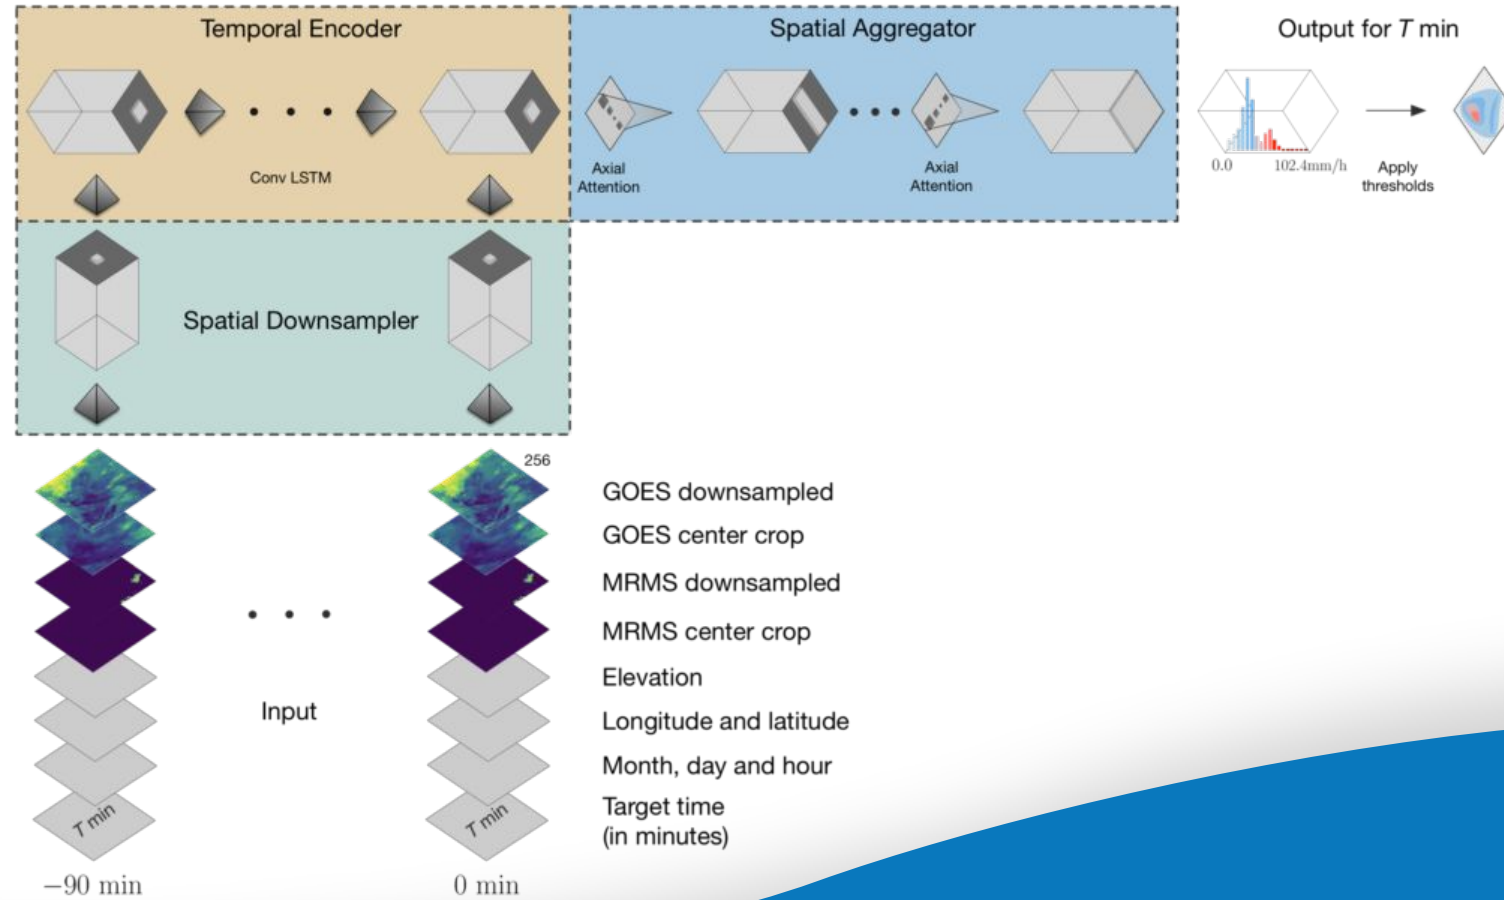 Temporal Encoder
Spatial Aggregator
Output for T min
Conv LSTM
Axial
Attention
Axial
Attention
0.0
102.4mm/h
Apply
thresholds
Spatial Downsampler
256
GOES downsampled
GOES center crop
MRMS downsampled
MRMS center crop
Elevation
Input
Longitude and latitude
Month, day and hour
T min
T min
Target time
(in minutes)
−90 min
0 min